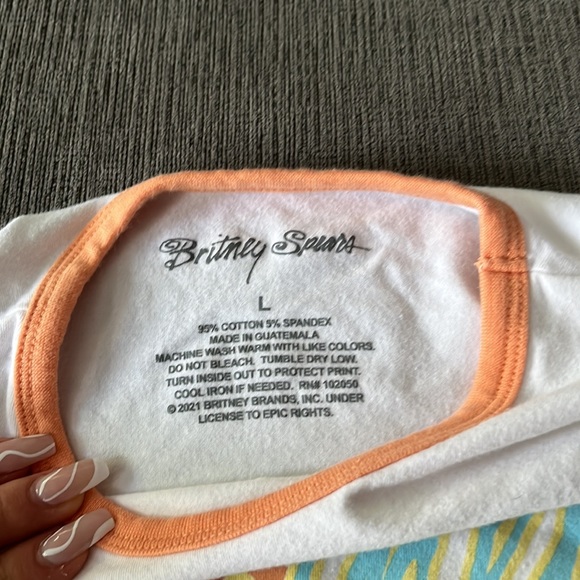 Britney Spears
L
95% COTTON 5% SPANDEX
MADE IN GUATEMALA
MACHINE WASH WARM WITH LIKE COLORS.
DO NOT BLEACH. TUMBLE DRY LOW.
TURN INSIDE OUT TO PROTECT PRINT.
COOL IRON IF NEEDED. RN# 102050
©2021 BRITNEY BRANDS, INC. UNDER
LICENSE TO EPIC RIGHTS.